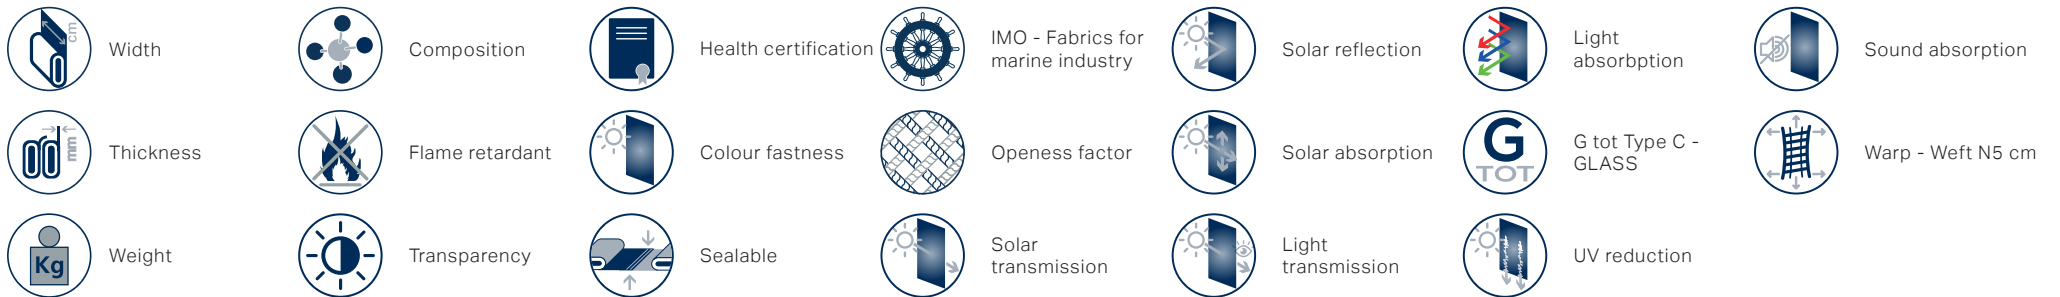 cm
Width
Composition
Health certification
IMO - Fabrics for
marine industry
Solar reflection
Light
absorbption
Sound absorption
mm
Thickness
Flame retardant
Colour fastness
Openess factor
Solar absorption
G
TOT
G tot Type C -
GLASS
Warp - Weft N5 cm
Kg
Weight
Transparency
Sealable
Solar
transmission
Light
transmission
UV reduction